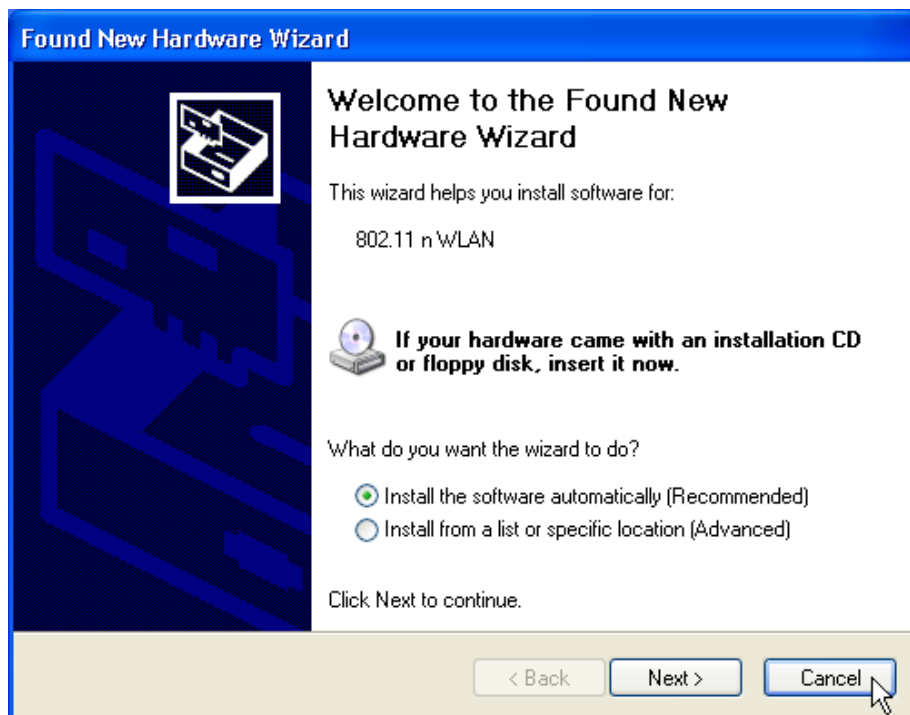 Found New Hardware Wizard
Welcome to the Found New
Hardware Wizard
This wizard helps you install software for:
802.11 n WLAN
If your hardware came with an installation CD
or floppy disk, insert it now.
What do you want the wizard to do?
Install the software automatically (Recommended)
Install from a list or specific location (Advanced)
Click Next to continue.
< Back
Next >
Cancel